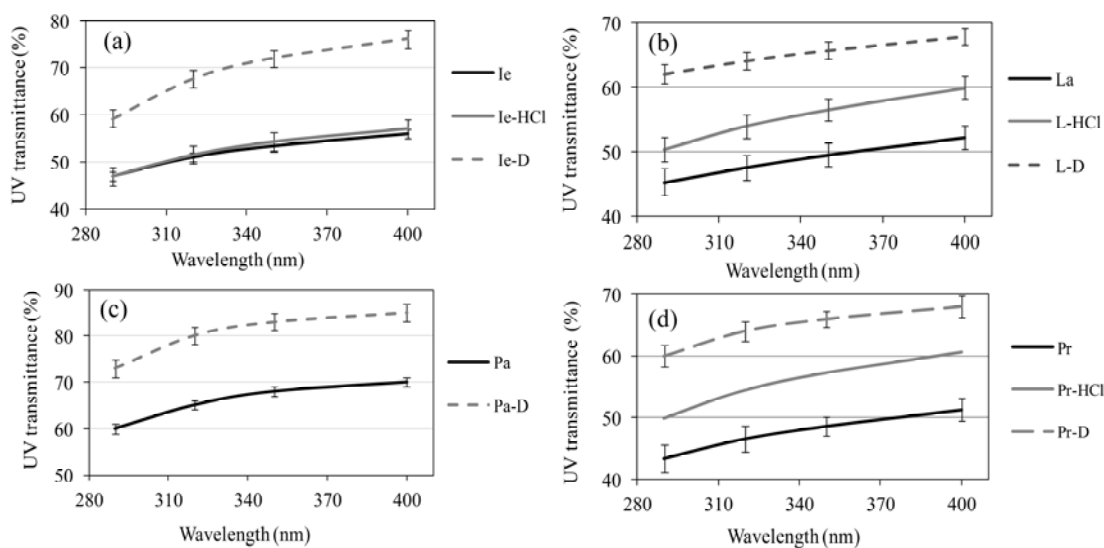 (a)
UV transmittance (%)
80
70
60
50
40
280
310
340
370
400
Wavelength (nm)
Ie
Ie-HCl
Ie-D
(b)
UV transmittance (%)
70
60
50
40
280
310
340
370
400
Wavelength (nm)
La
L-HCl
L-D
(c)
UV transmittance (%)
90
80
70
60
50
280
310
340
370
400
Wavelength (nm)
Pa
Pa-D
(d)
UV transmittance (%)
70
60
50
40
280
310
340
370
400
Wavelength (nm)
Pr
Pr-HCl
Pr-D